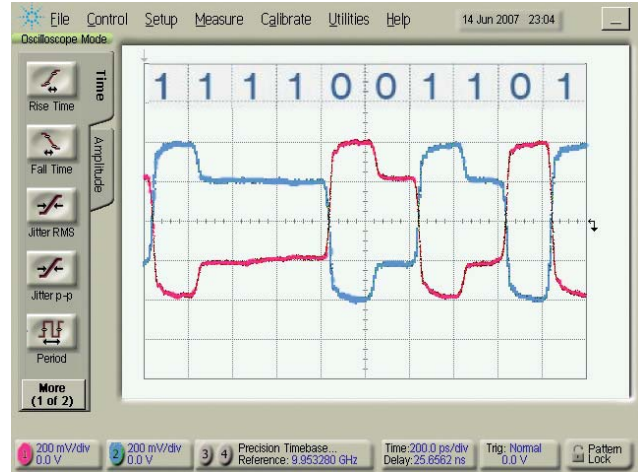 File Control Setup Measure Calibrate Utilities Help 14 Jun 2007 23:04
Oscilloscope Mode
Time
Amplitude
Rise Time
Fall Time
Jitter RMS
Jitter p-p
Period
More
(1 of 2)
1 1 1 1 0 0 1 1 0 1
1 200 mV/div
0.0 V
2 200 mV/div
0.0 V
3 4 Precision Timebase...
Reference: 9.953280 GHz
Time:200.0 ps/div
Delay:25.6562 ns
Trig: Normal
0.0 V
Pattern
Lock